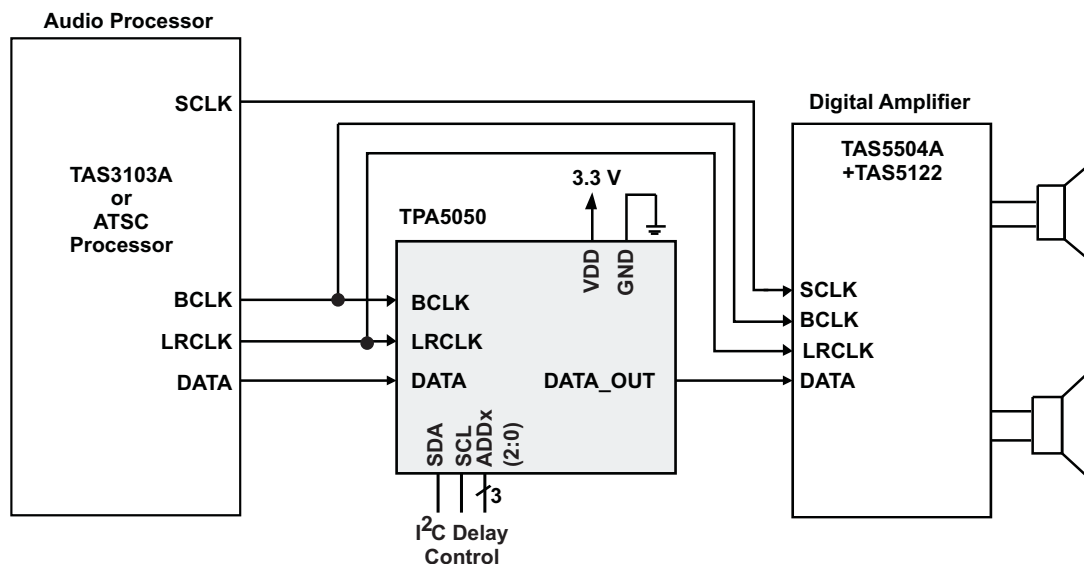 Audio Processor
SCLK
TAS3103A
or
ATSC
Processor
BCLK
LRCLK
DATA
TPA5050
3.3 V
VDD
GND
BCLK
LRCLK
DATA
DATA_OUT
SDA
SCL
ADDx
(2:0)
3
I²C Delay
Control
Digital Amplifier
TAS5504A
+TAS5122
SCLK
BCLK
LRCLK
DATA